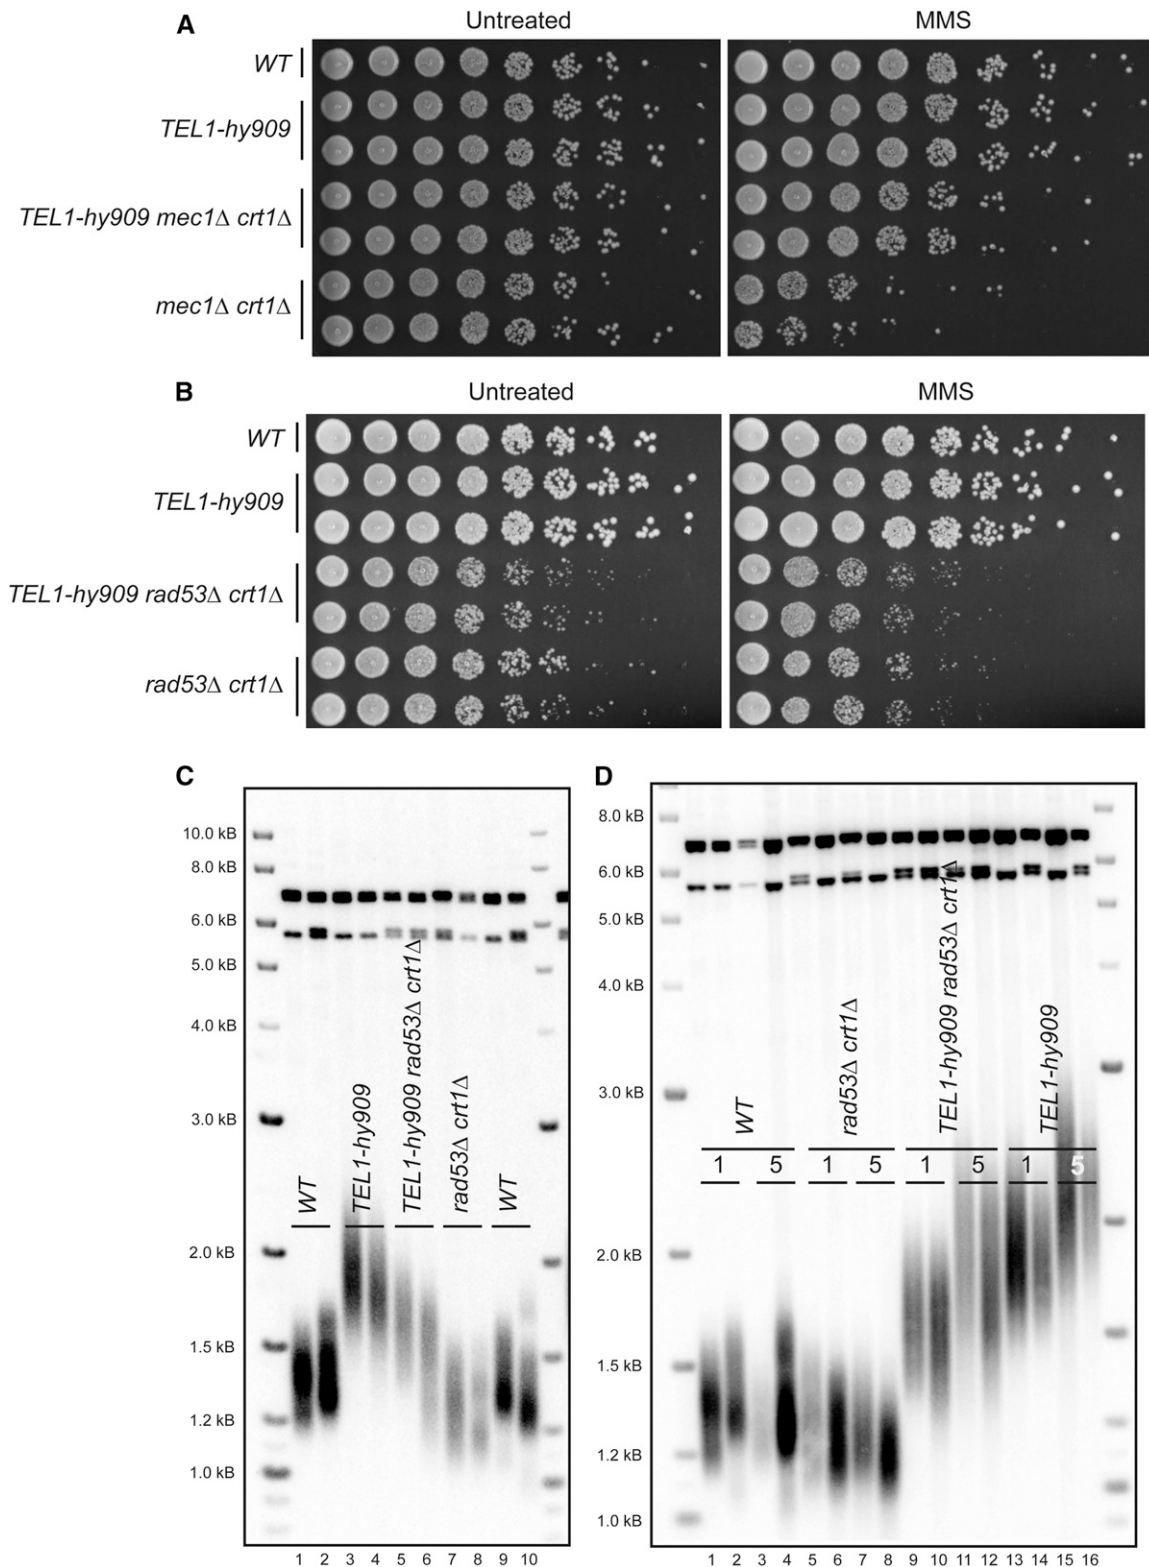 A
Untreated
MMS
WT
TEL1-hy909
TEL1-hy909 mec1Δ crt1Δ
mec1Δ crt1Δ
B
Untreated
MMS
WT
TEL1-hy909
TEL1-hy909 rad53Δ crt1Δ
rad53Δ crt1Δ
C
10.0 kB
8.0 kB
6.0 kB
5.0 kB
4.0 kB
3.0 kB
2.0 kB
1.5 kB
1.2 kB
1.0 kB
WT
TEL1-hy909
TEL1-hy909 rad53Δ crt1Δ
rad53Δ crt1Δ
WT
1 2 3 4 5 6 7 8 9 10
D
8.0 kB
6.0 kB
5.0 kB
4.0 kB
3.0 kB
2.0 kB
1.5 kB
1.2 kB
1.0 kB
WT
rad53Δ crt1Δ
TEL1-hy909 rad53Δ crt1Δ
TEL1-hy909
1 5 1 5 1 5 1 5
1 2 3 4 5 6 7 8 9 10 11 12 13 14 15 16